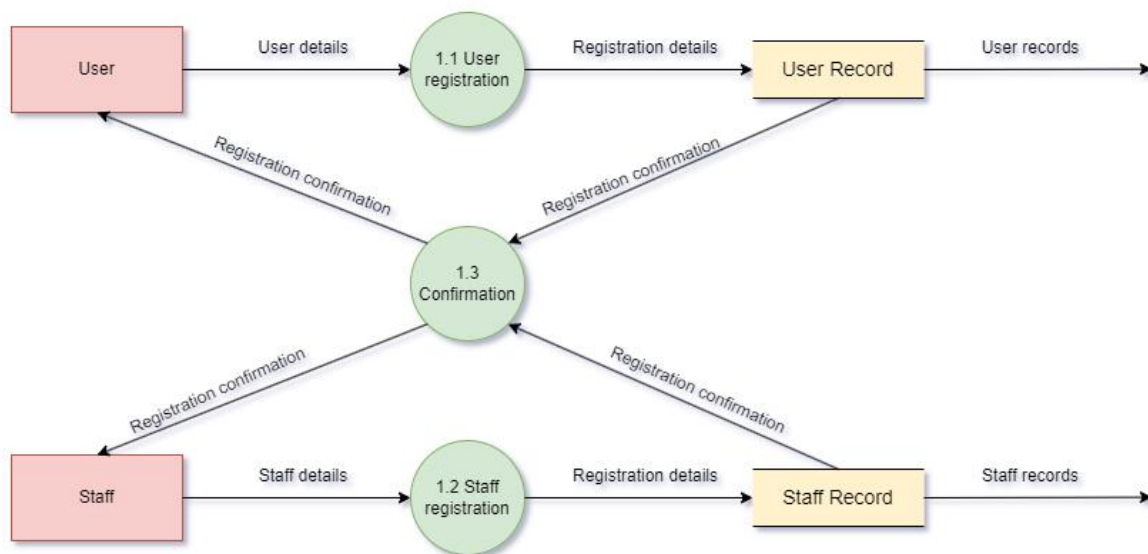 User details
Registration details
User records
User
1.1 User
registration
User Record
Registration confirmation
Registration confirmation
1.3
Confirmation
Registration confirmation
Registration confirmation
Staff details
Registration details
Staff records
Staff
1.2 Staff
registration
Staff Record